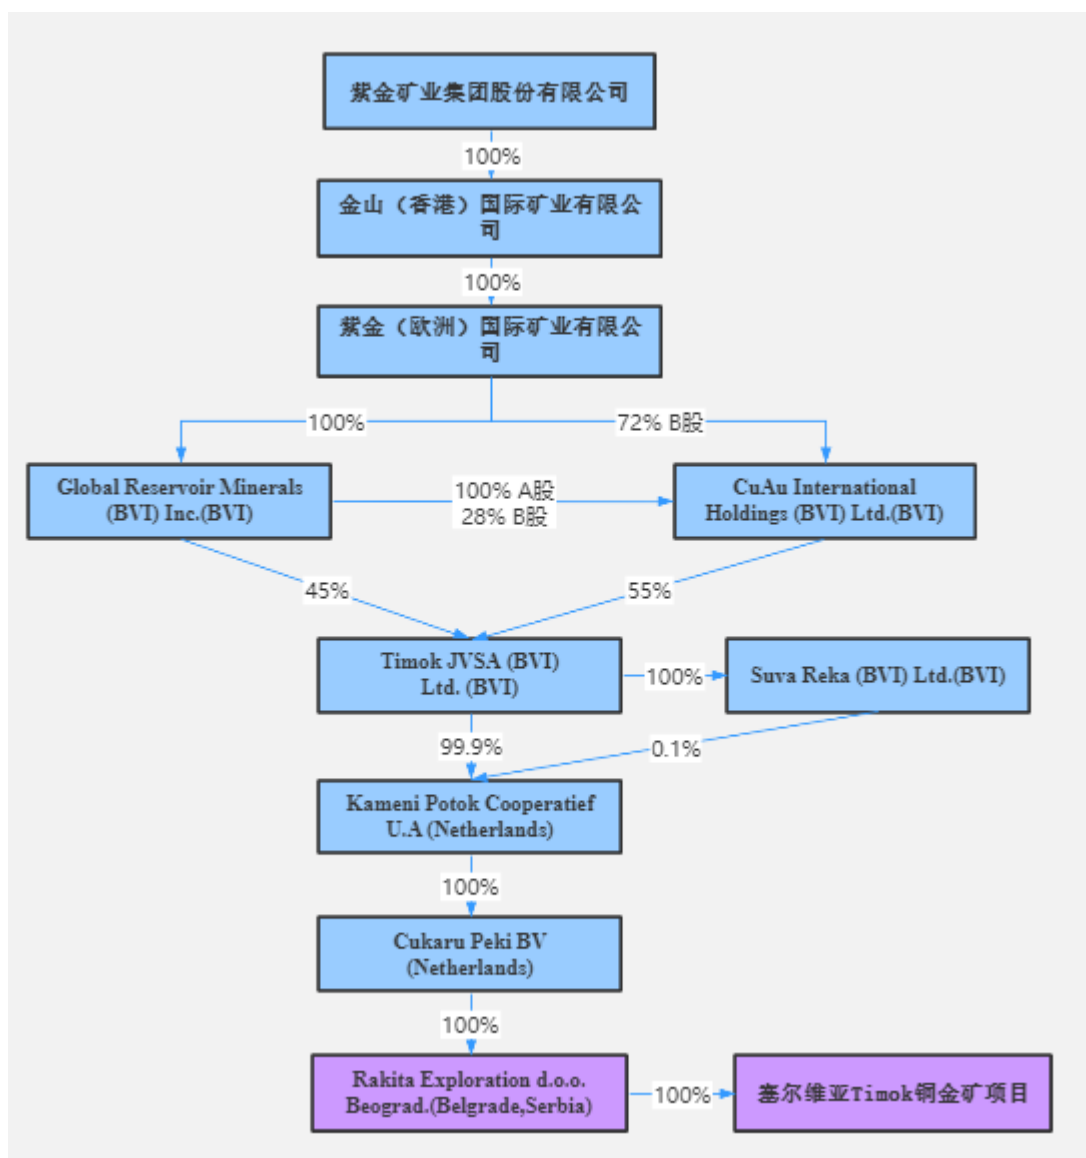 紫金矿业集团股份有限公司
100%
金山（香港）国际矿业有限公
司
100%
紫金（欧洲）国际矿业有限公
司
100%
72% B股
Global Reservoir Minerals
(BVI) Inc.(BVI)
100% A股
28% B股
CuAu International
Holdings (BVI) Ltd.(BVI)
45%
55%
Timok JVSA (BVI)
Ltd. (BVI)
100%
Suva Reka (BVI) Ltd.(BVI)
99.9%
0.1%
Kameni Potok Cooperatief
U.A (Netherlands)
100%
Cukaru Peki BV
(Netherlands)
100%
Rakita Exploration d.o.o.
Beograd.(Belgrade,Serbia)
100%
塞尔维亚Timok铜金矿项目